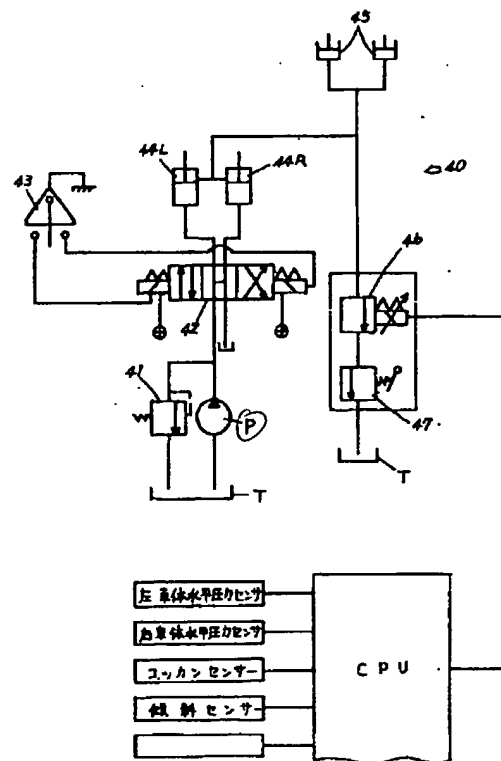 45
44L
44R
40
43
46
42
41
47
P
T
T
左車体水平圧力センサ
右車体水平圧力センサ
コッカンセンサー
傾斜センサー
CPU